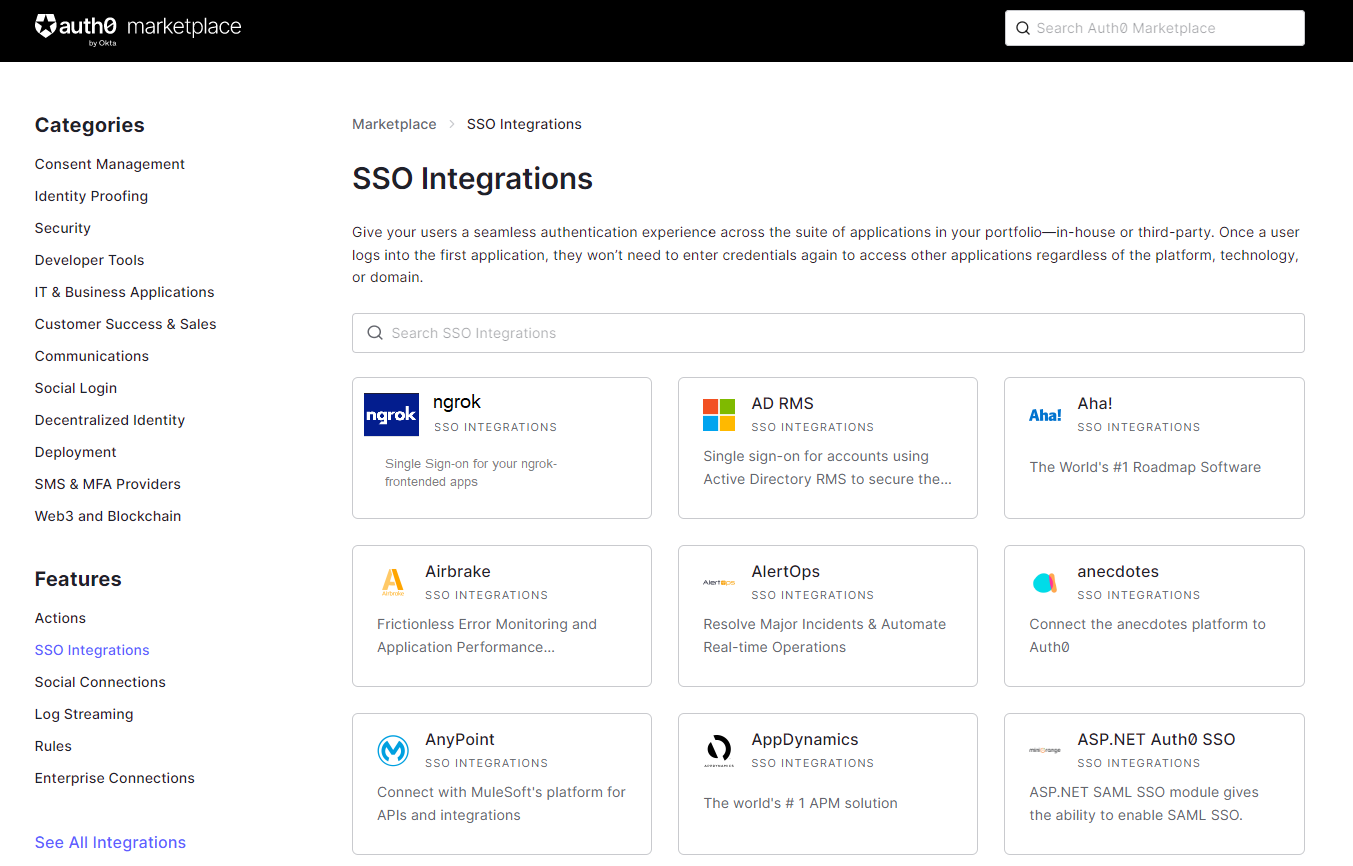 auth0 marketplace
by Okta
Search Auth0 Marketplace
Categories
Consent Management
Identity Proofing
Security
Developer Tools
IT & Business Applications
Customer Success & Sales
Communications
Social Login
Decentralized Identity
Deployment
SMS & MFA Providers
Web3 and Blockchain
Features
Actions
SSO Integrations
Social Connections
Log Streaming
Rules
Enterprise Connections
See All Integrations
Marketplace > SSO Integrations
SSO Integrations
Give your users a seamless authentication experience across the suite of applications in your portfolio—in-house or third-party. Once a user
logs into the first application, they won’t need to enter credentials again to access other applications regardless of the platform, technology,
or domain.
Search SSO Integrations
ngrok
ngrok
SSO INTEGRATIONS
Single Sign-on for your ngrok-
frontended apps
AD RMS
SSO INTEGRATIONS
Single sign-on for accounts using
Active Directory RMS to secure the...
Aha!
Aha!
SSO INTEGRATIONS
The World's #1 Roadmap Software
Airbrake
Airbrake
SSO INTEGRATIONS
Frictionless Error Monitoring and
Application Performance...
AlertOps
AlertOps
SSO INTEGRATIONS
Resolve Major Incidents & Automate
Real-time Operations
anecdotes
SSO INTEGRATIONS
Connect the anecdotes platform to
Auth0
AnyPoint
SSO INTEGRATIONS
Connect with MuleSoft's platform for
APIs and integrations
APPDYNAMICS
AppDynamics
SSO INTEGRATIONS
The world's # 1 APM solution
miniorange
ASP.NET Auth0 SSO
SSO INTEGRATIONS
ASP.NET SAML SSO module gives
the ability to enable SAML SSO.